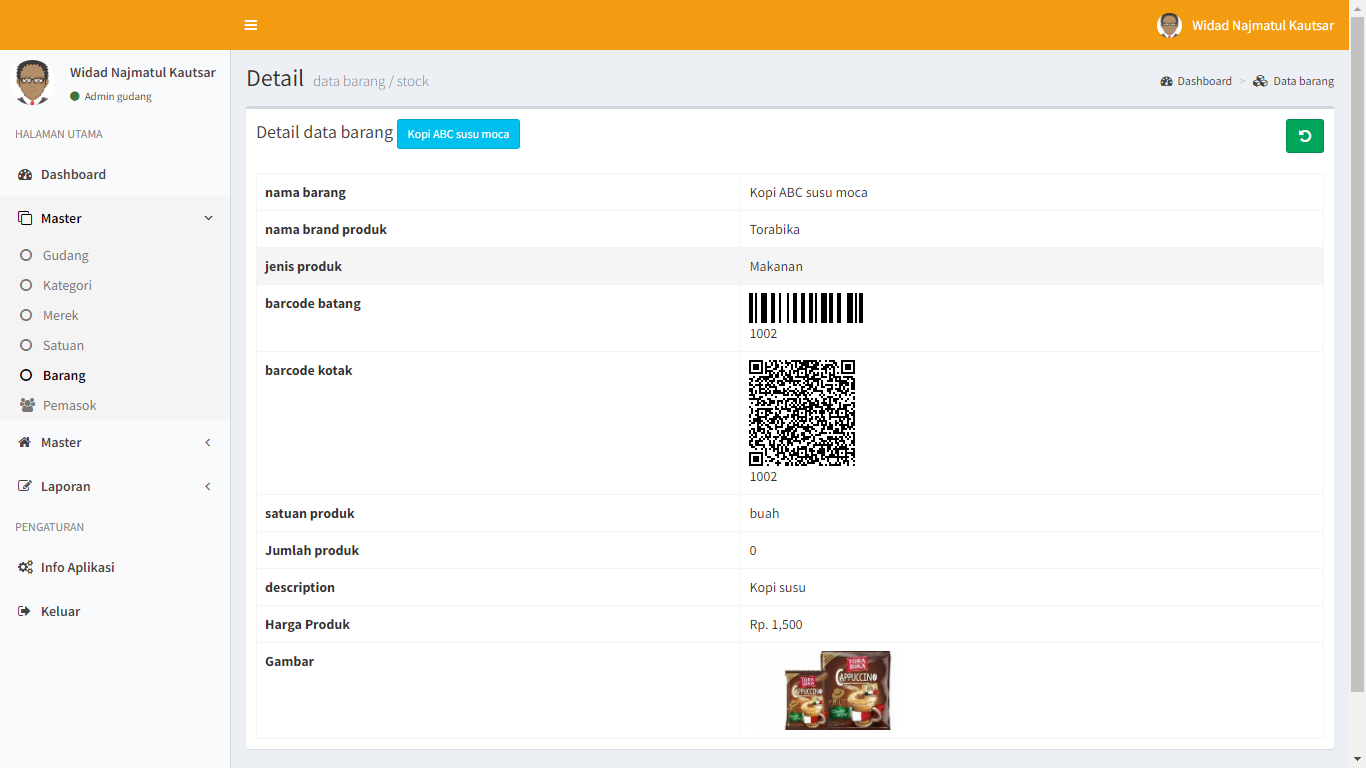 Widad Najmatul Kautsar
Widad Najmatul Kautsar
Admin gudang
HALAMAN UTAMA
Dashboard
Master
Gudang
Kategori
Merek
Satuan
Barang
Pemasok
Master
Laporan
PENGATURAN
Info Aplikasi
Keluar
Detail data barang / stock
Dashboard > Data barang
Detail data barang Kopi ABC susu moca
nama barang Kopi ABC susu moca
nama brand produk Torabika
jenis produk Makanan
barcode batang
1002
barcode kotak
1002
satuan produk buah
Jumlah produk 0
description Kopi susu
Harga Produk Rp. 1,500
Gambar
TORA BIKA
CAPPUCCINO
TORA BIKA
CAPPUCCINO